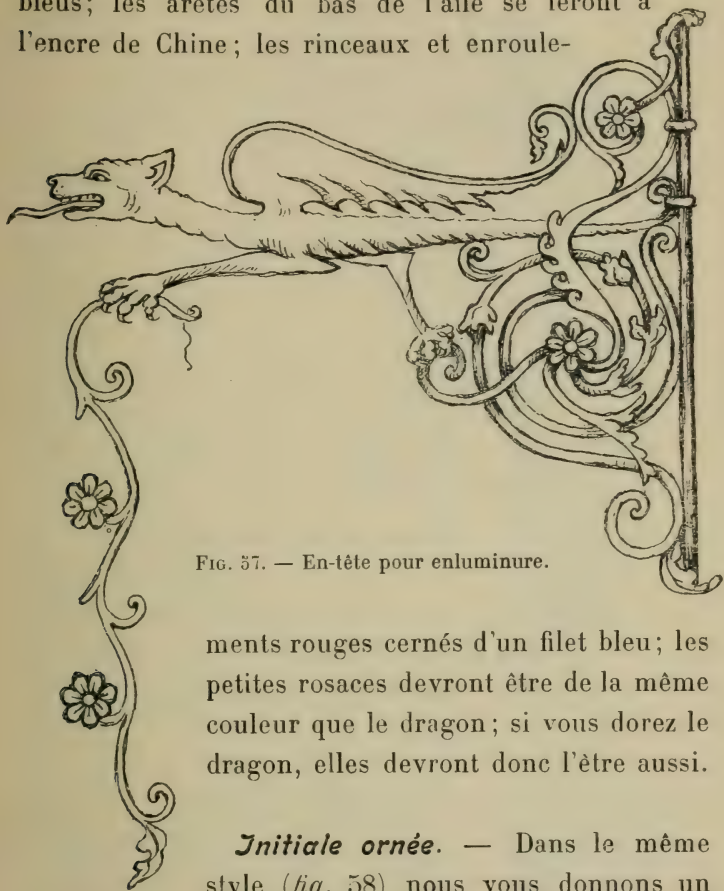 bleus; les arêtes du bas de l'aile se feront à
l'encre de Chine; les rinceaux et enroule-
FIG. 57. — En-tête pour enluminure.
ments rouges cernés d'un filet bleu; les
petites rosaces devront être de la même
couleur que le dragon; si vous dorez le
dragon, elles devront donc l'être aussi.
Initiale ornée. — Dans le même
style (fig. 58) nous vous donnons un